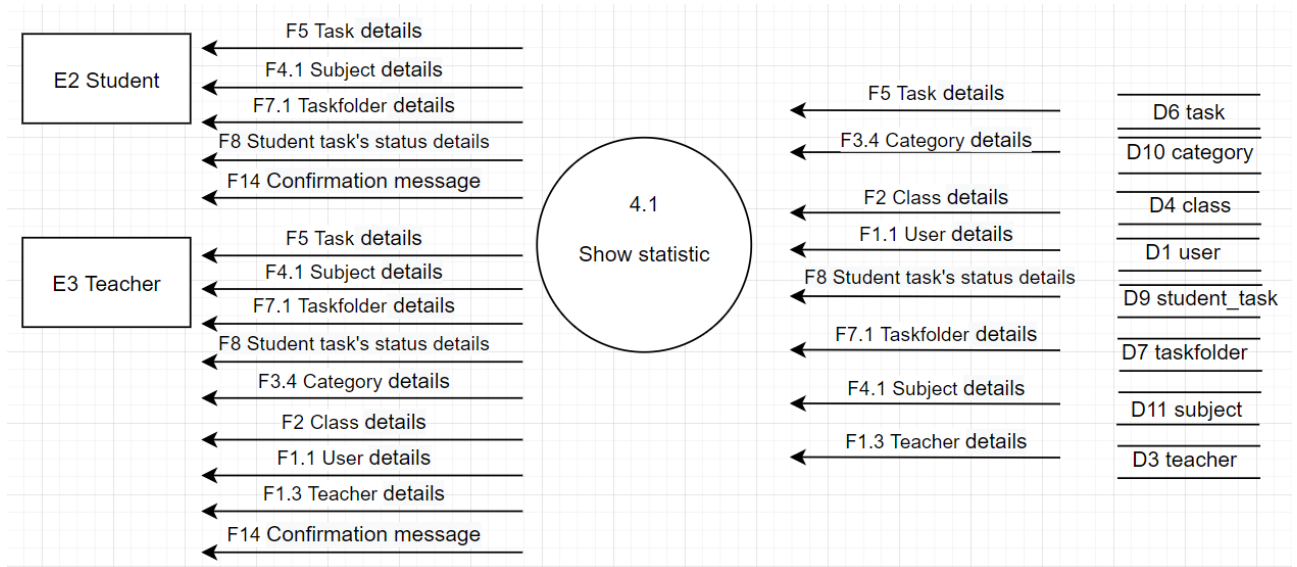 E2 Student
F5 Task details
F4.1 Subject details
F7.1 Taskfolder details
F8 Student task's status details
F14 Confirmation message
E3 Teacher
F5 Task details
F4.1 Subject details
F7.1 Taskfolder details
F8 Student task's status details
F3.4 Category details
F2 Class details
F1.1 User details
F1.3 Teacher details
F14 Confirmation message
4.1
Show statistic
F5 Task details
F3.4 Category details
F2 Class details
F1.1 User details
F8 Student task's status details
F7.1 Taskfolder details
F4.1 Subject details
F1.3 Teacher details
D6 task
D10 category
D4 class
D1 user
D9 student_task
D7 taskfolder
D11 subject
D3 teacher